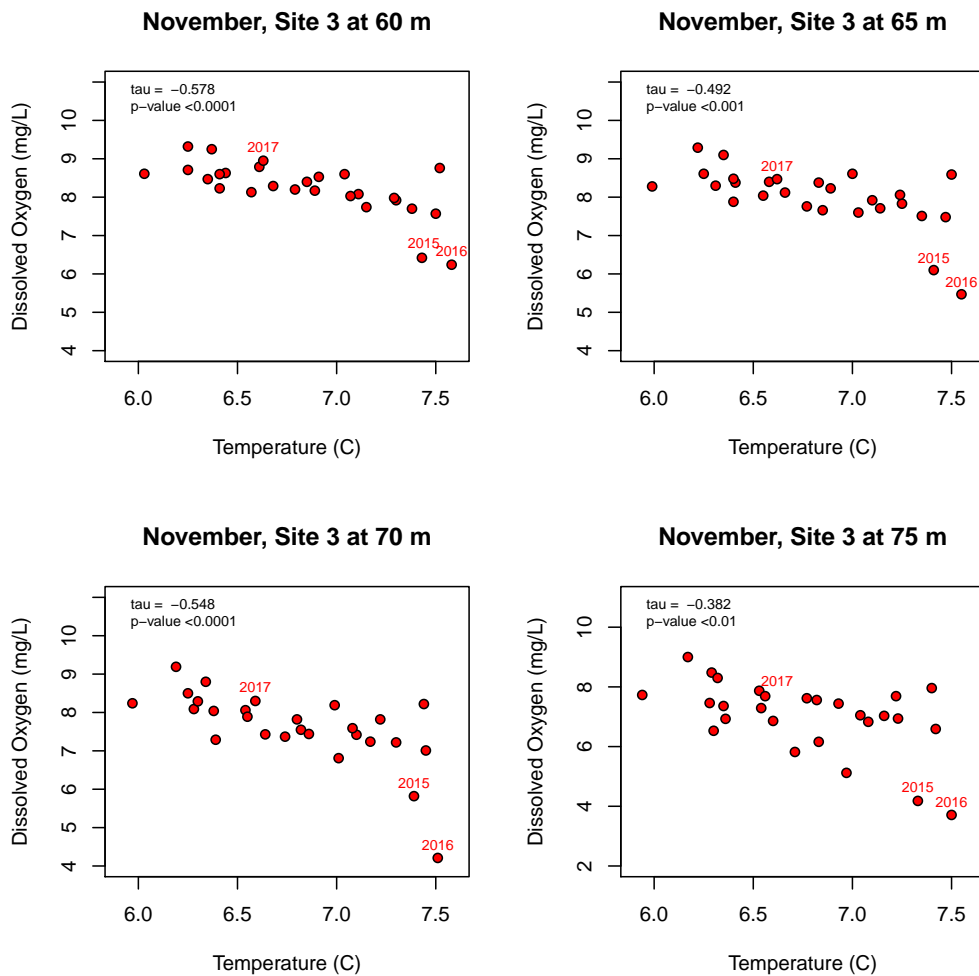 November, Site 3 at 60 m
tau = −0.578
p−value <0.0001
2017
2015
2016
Dissolved Oxygen (mg/L)
11
10
9
8
7
6
5
4
6.0 6.5 7.0 7.5
Temperature (C)
November, Site 3 at 65 m
tau = −0.492
p−value <0.001
2017
2015
2016
Dissolved Oxygen (mg/L)
10
9
8
7
6
5
4
6.0 6.5 7.0 7.5
Temperature (C)
November, Site 3 at 70 m
tau = −0.548
p−value <0.0001
2017
2015
2016
Dissolved Oxygen (mg/L)
10
9
8
7
6
5
4
6.0 6.5 7.0 7.5
Temperature (C)
November, Site 3 at 75 m
tau = −0.382
p−value <0.01
2017
2015
2016
Dissolved Oxygen (mg/L)
10
8
6
4
2
6.0 6.5 7.0 7.5
Temperature (C)